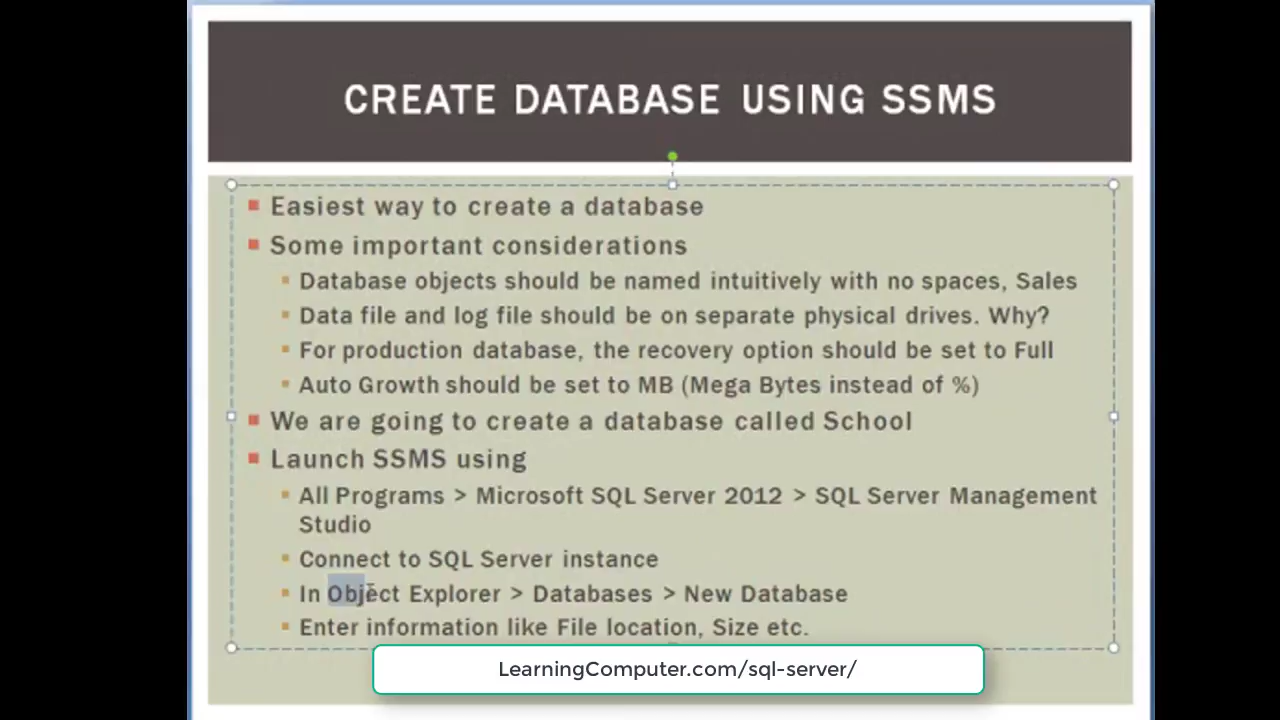 CREATE DATABASE USING SSMS
Easiest way to create a database
Some important considerations
Database objects should be named intuitively with no spaces, Sales
Data file and log file should be on separate physical drives. Why?
For production database, the recovery option should be set to Full
Auto Growth should be set to MB (Mega Bytes instead of %)
We are going to create a database called School
Launch SSMS using
All Programs > Microsoft SQL Server 2012 > SQL Server Management
Studio
Connect to SQL Server instance
In Object Explorer > Databases > New Database
Enter information like File location, Size etc.
LearningComputer.com/sql-server/